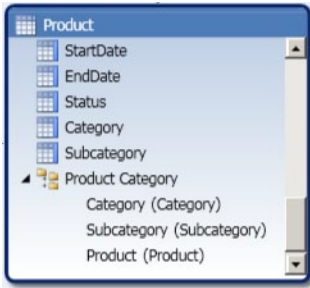 Product
StartDate
EndDate
Status
Category
Subcategory
Product Category
Category (Category)
Subcategory (Subcategory)
Product (Product)